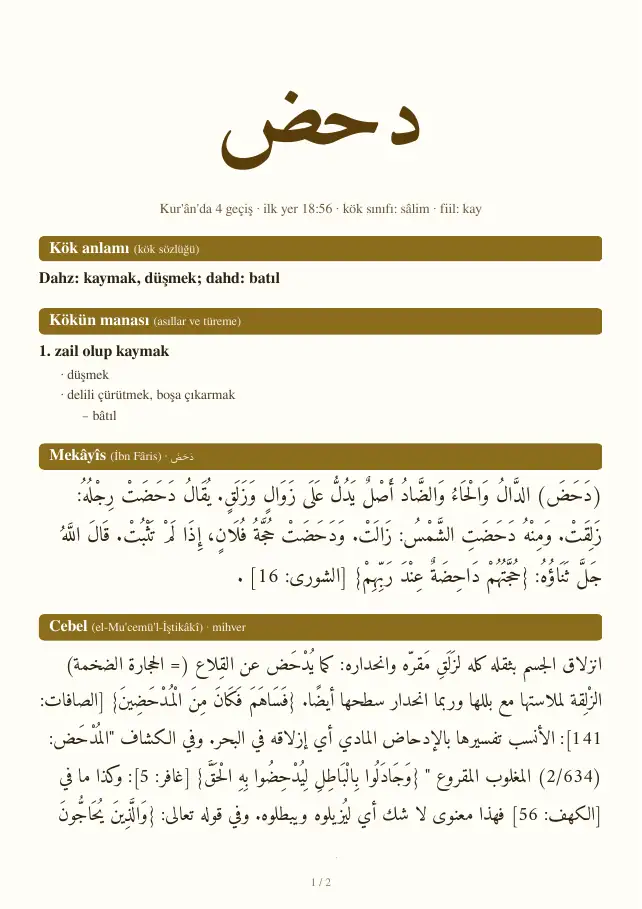 دحض
Kur'ân'da 4 geçiş · ilk yer 18:56 · kök sınıfı: sâlim · fiil: kay
Kök anlamı (kök sözlüğü)
Dahz: kaymak, düşmek; dahd: batıl
Kökün manası (asıllar ve türeme)
1. zail olup kaymak
· düşmek
· delili çürütmek, boşa çıkarmak
– bâtıl
Mekâyîs (İbn Fâris) · دَحَضَ
(دَحَضَ) الدَّالُ وَالْحَاءُ وَالضَّادُ أَصْلٌ يَدُلُّ عَلَى زَوَالٍ وَزَلَقٍ. يُقَالُ دَحَضَتْ رِجْلُهُ:
زَلِقَتْ. وَمِنْهُ دَحَضَتِ الشَّمْسُ: زَالَتْ. وَدَحَضَتْ حُجَّةُ فُلَانٍ، إِذَا لَمْ تَثْبُتْ. قَالَ اللَّهُ
جَلَّ ثَنَاؤُهُ: {حُجَّتُهُمْ دَاحِضَةٌ عِنْدَ رَبِّهِمْ} [الشورى: 16] .
Cebel (el-Mu'cemü'l-İştikâkî) · mihver
انزلاق الجسم بثقله كله لزَلَقِ مَقرّه وانحداره: كما يُدْحَض عن القِلاع (= الحجارة الضخمة)
الزَلِقة لملاستها مع بللها وربما انحدار سطحها أيضًا. {فَسَاهَمَ فَكَانَ مِنَ الْمُدْحَضِينَ} [الصافات:
141]: الأنسب تفسيرها بالإدحاض المادي أي إزلاقه في البحر. وفي الكشاف "المُدْحَض:
(2/634) المغلوب المقروع " {وَجَادَلُوا بِالْبَاطِلِ لِيُدْحِضُوا بِهِ الْحَقَّ} [غافر: 5]: وكذا ما في
[الكهف: 56] فهذا معنوى لا شك أي ليُزيلوه ويبطلوه. وفي قوله تعالى: {وَالَّذِينَ يُحَاجُّونَ
1 / 2